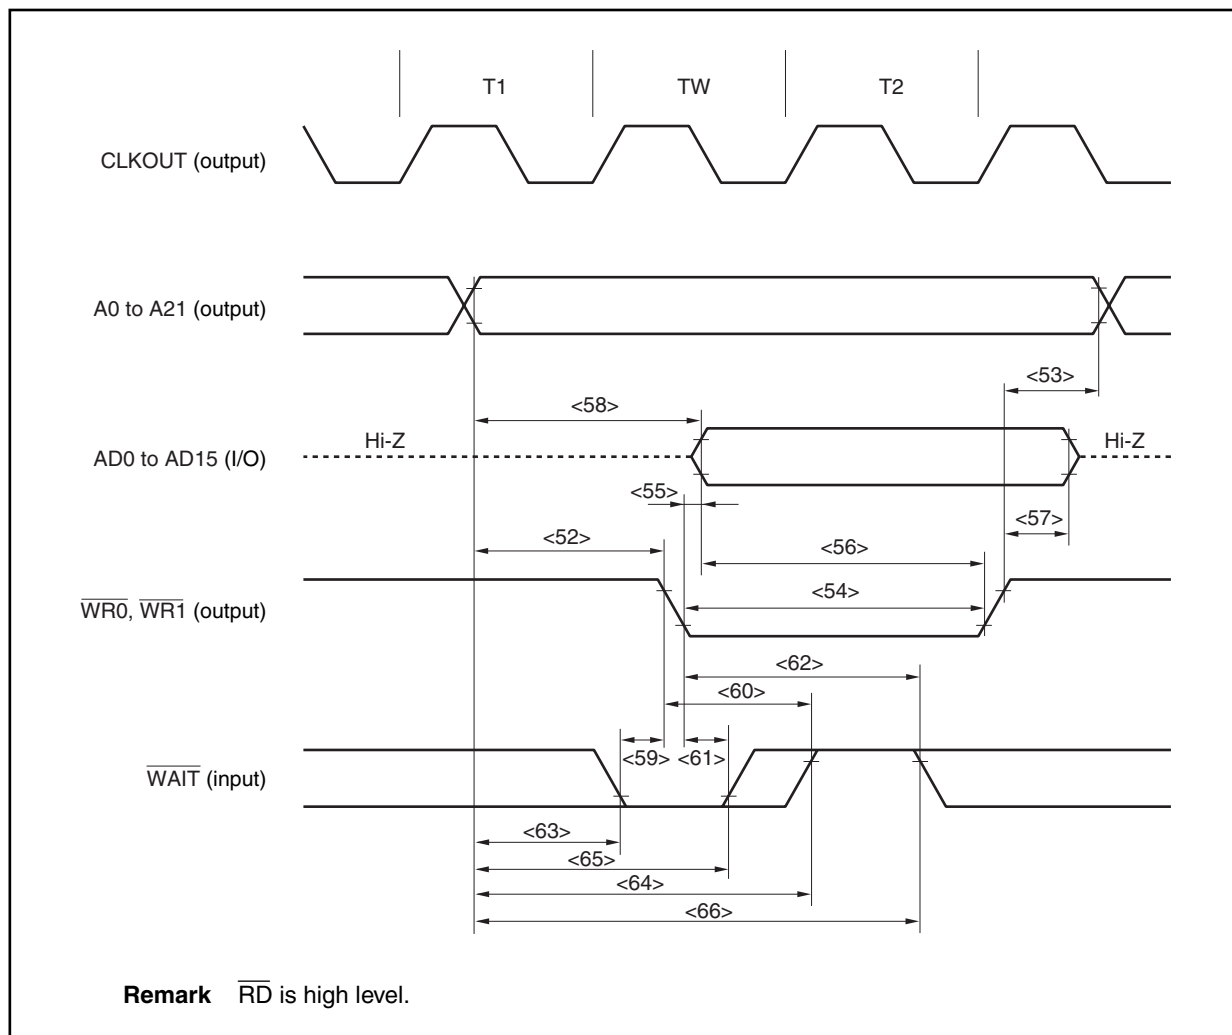 T1 TW T2
CLKOUT (output)
A0 to A21 (output)
<53>
<58>
Hi-Z Hi-Z
AD0 to AD15 (I/O)
<55>
<57>
<52>
<56>
<54>
WR0, WR1 (output)
<62>
<60>
<59> <61>
WAIT (input)
<63>
<65>
<64>
<66>
Remark RD is high level.